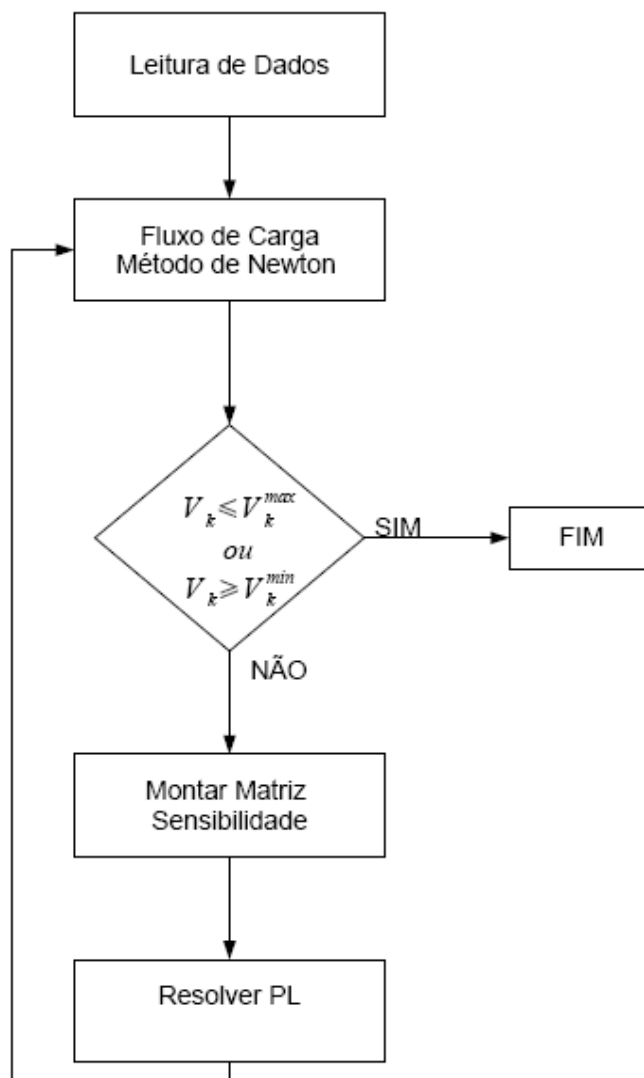 Leitura de Dados
Fluxo de Carga
Método de Newton
V_k ≤ V_k^max
ou
V_k ≥ V_k^min
SIM
FIM
NÃO
Montar Matriz
Sensibilidade
Resolver PL